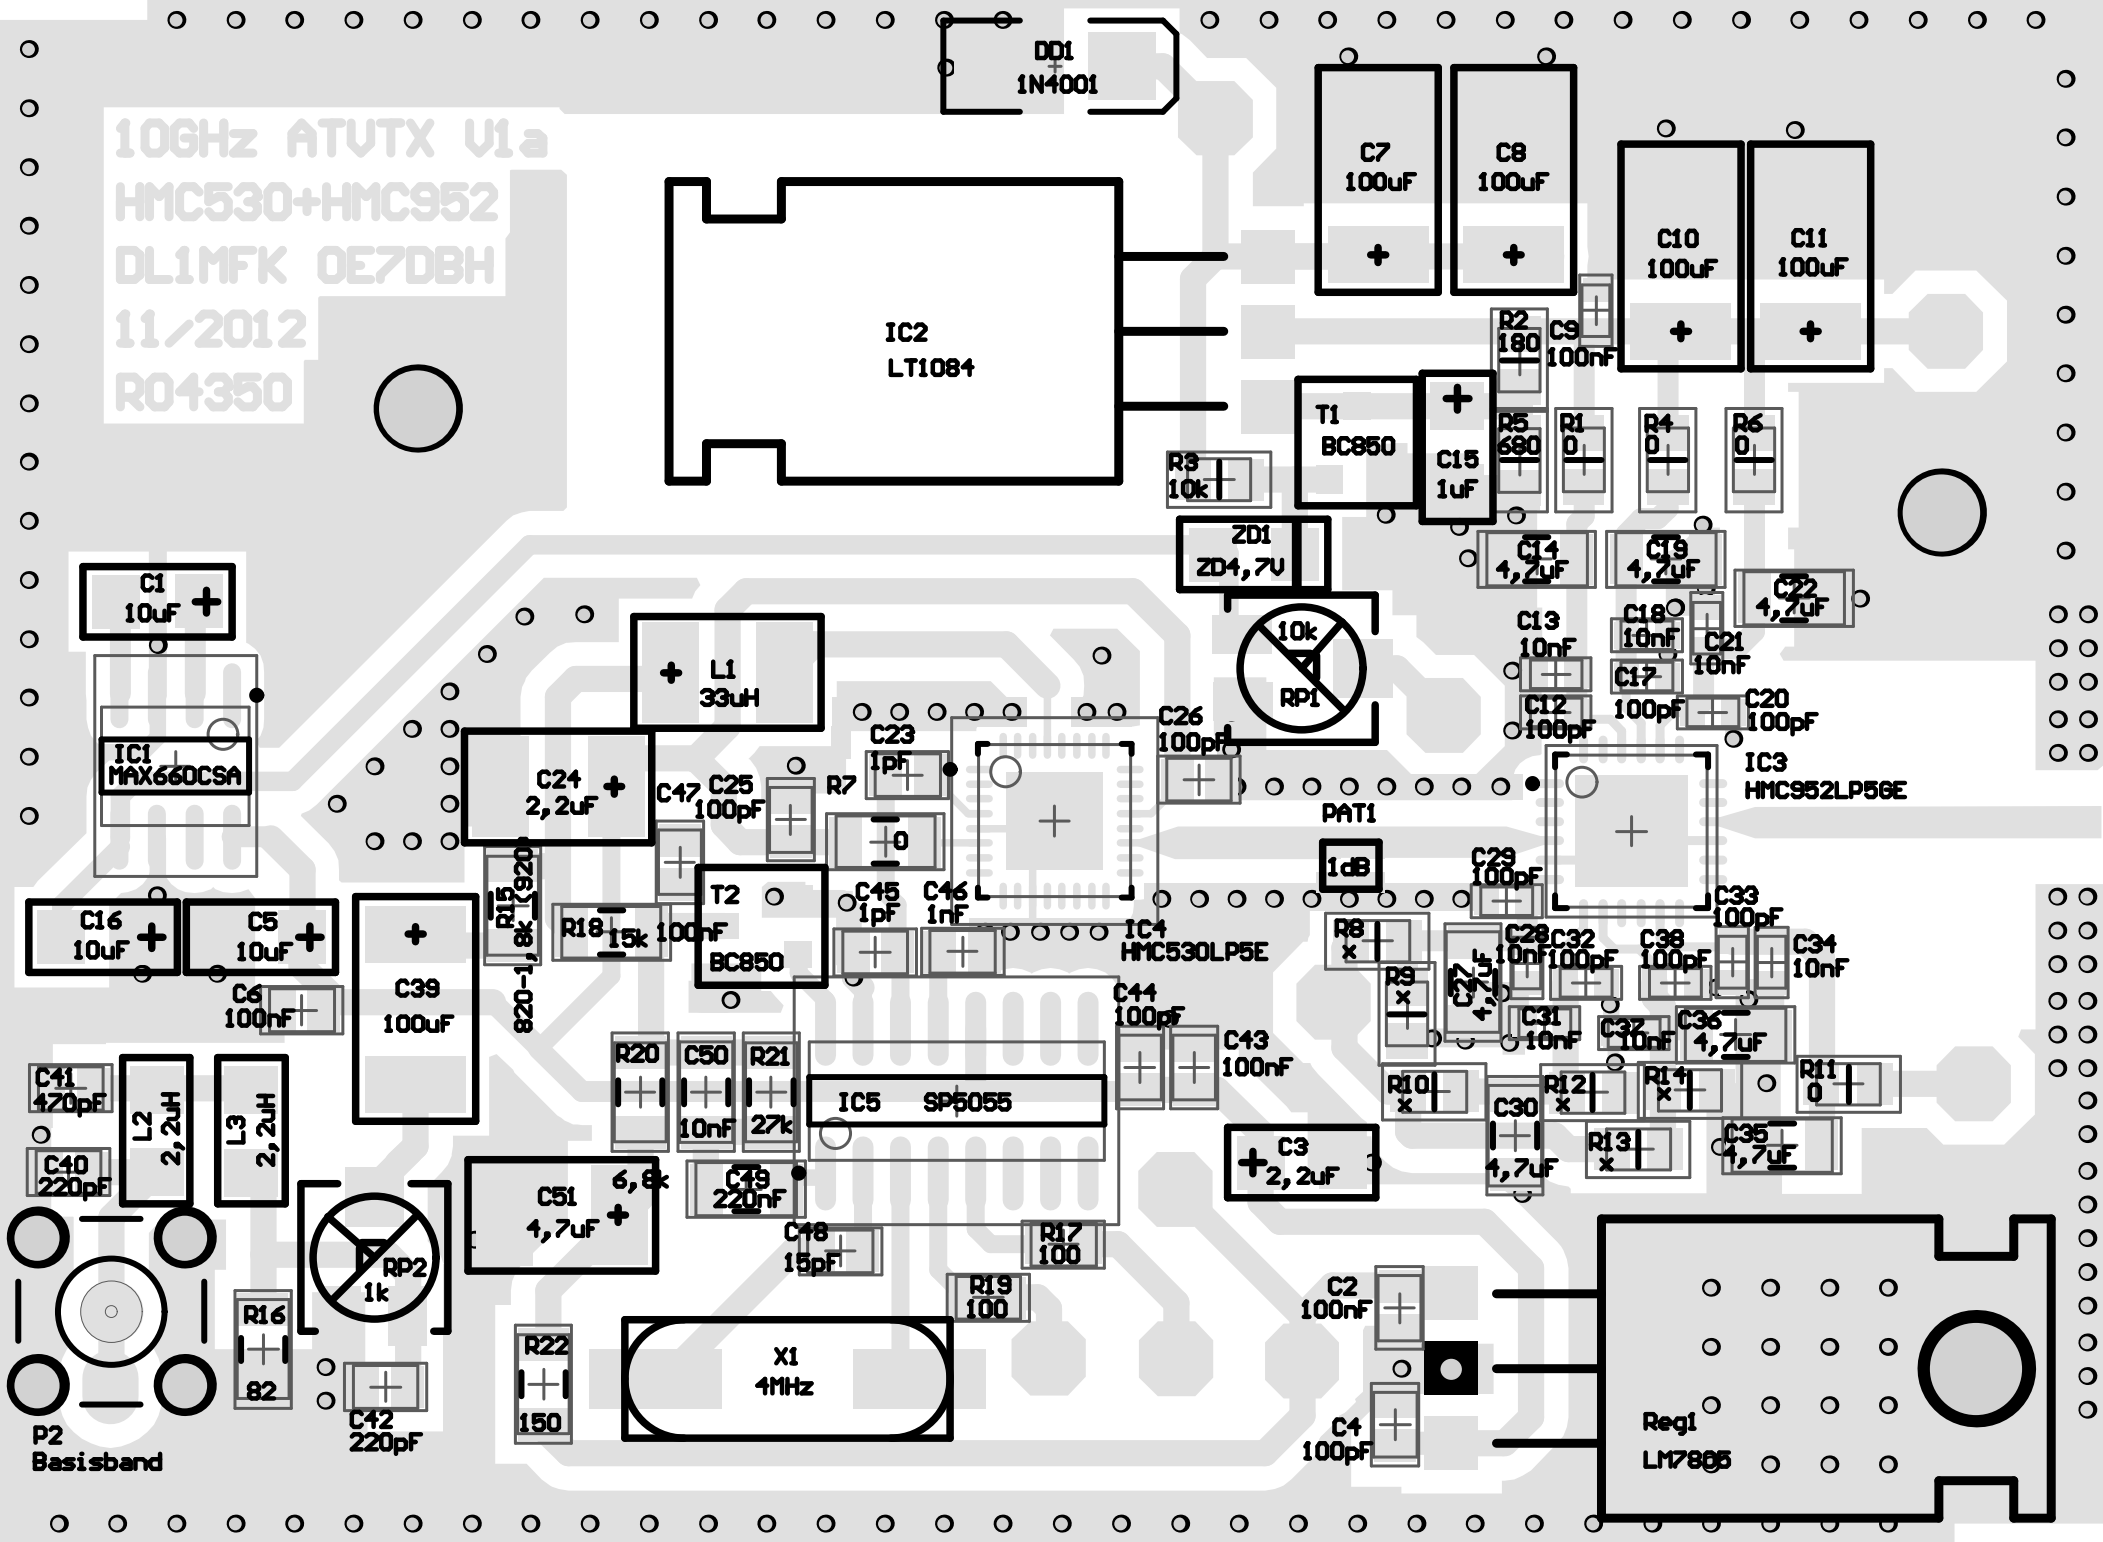 DD1
1N4001
10GHz ATVTX V1a
HMC530+HMC952
DL1MFK OE7DBH
11/2012
RO4350
C7
100uF
C8
100uF
C10
100uF
C11
100uF
IC2
LT1084
R2
180
C9
100nF
T1
BC850
C15
1uF
R5
680
R1
0
R4
0
R6
0
R3
10k
ZD1
ZD4,7V
C14
4,7uF
C19
4,7uF
C22
4,7uF
C1
10uF
10k
RP1
C13
10nF
C18
10nF
C21
10nF
L1
33uH
C17
100pF
C12
100pF
C20
100pF
C26
100pF
C23
1pF
IC1
MAX660CSA
C24
2,2uF
C47
100nF
C25
100pF
R7
0
IC3
HMC952LP5GE
PAT1
1dB
C29
100pF
R15
820-1,8k (920)
R18
15k
T2
BC850
C45
1pF
C46
1nF
IC4
HMC530LP5E
C16
10uF
C5
10uF
C39
100uF
C6
100nF
R8
x
R9
x
C27
4,7uF
C28
10nF
C32
100pF
C38
100pF
C33
100pF
C34
10nF
C31
10nF
C37
10nF
C36
4,7uF
C44
100pF
C43
100nF
R20
6,8k
C50
10nF
R21
27k
IC5 SP5055
R10
x
R12
x
R14
x
R11
0
C41
470pF
L2
2,2uH
L3
2,2uH
C40
220pF
C30
4,7uF
R13
x
C35
4,7uF
C3
2,2uF
C51
4,7uF
C49
220nF
C48
15pF
R17
100
R19
100
RP2
1k
R16
82
C42
220pF
R22
150
X1
4MHz
C2
100nF
C4
100pF
Reg1
LM7805
P2
Basisband